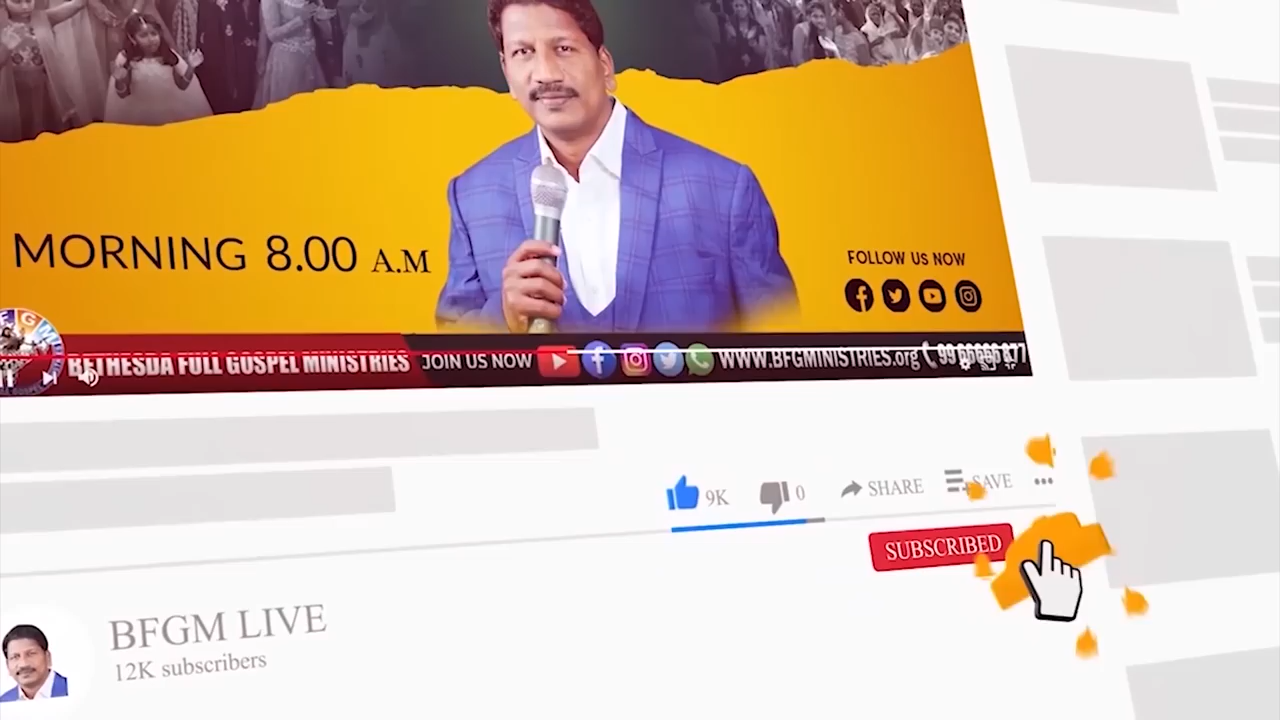 MORNING 8.00 A.M
FOLLOW US NOW
BETHESDA FULL GOSPEL MINISTRIES JOIN US NOW WWW.BFGMINISTRIES.org
9K 0 SHARE SAVE
SUBSCRIBED
BFGM LIVE
12K subscribers